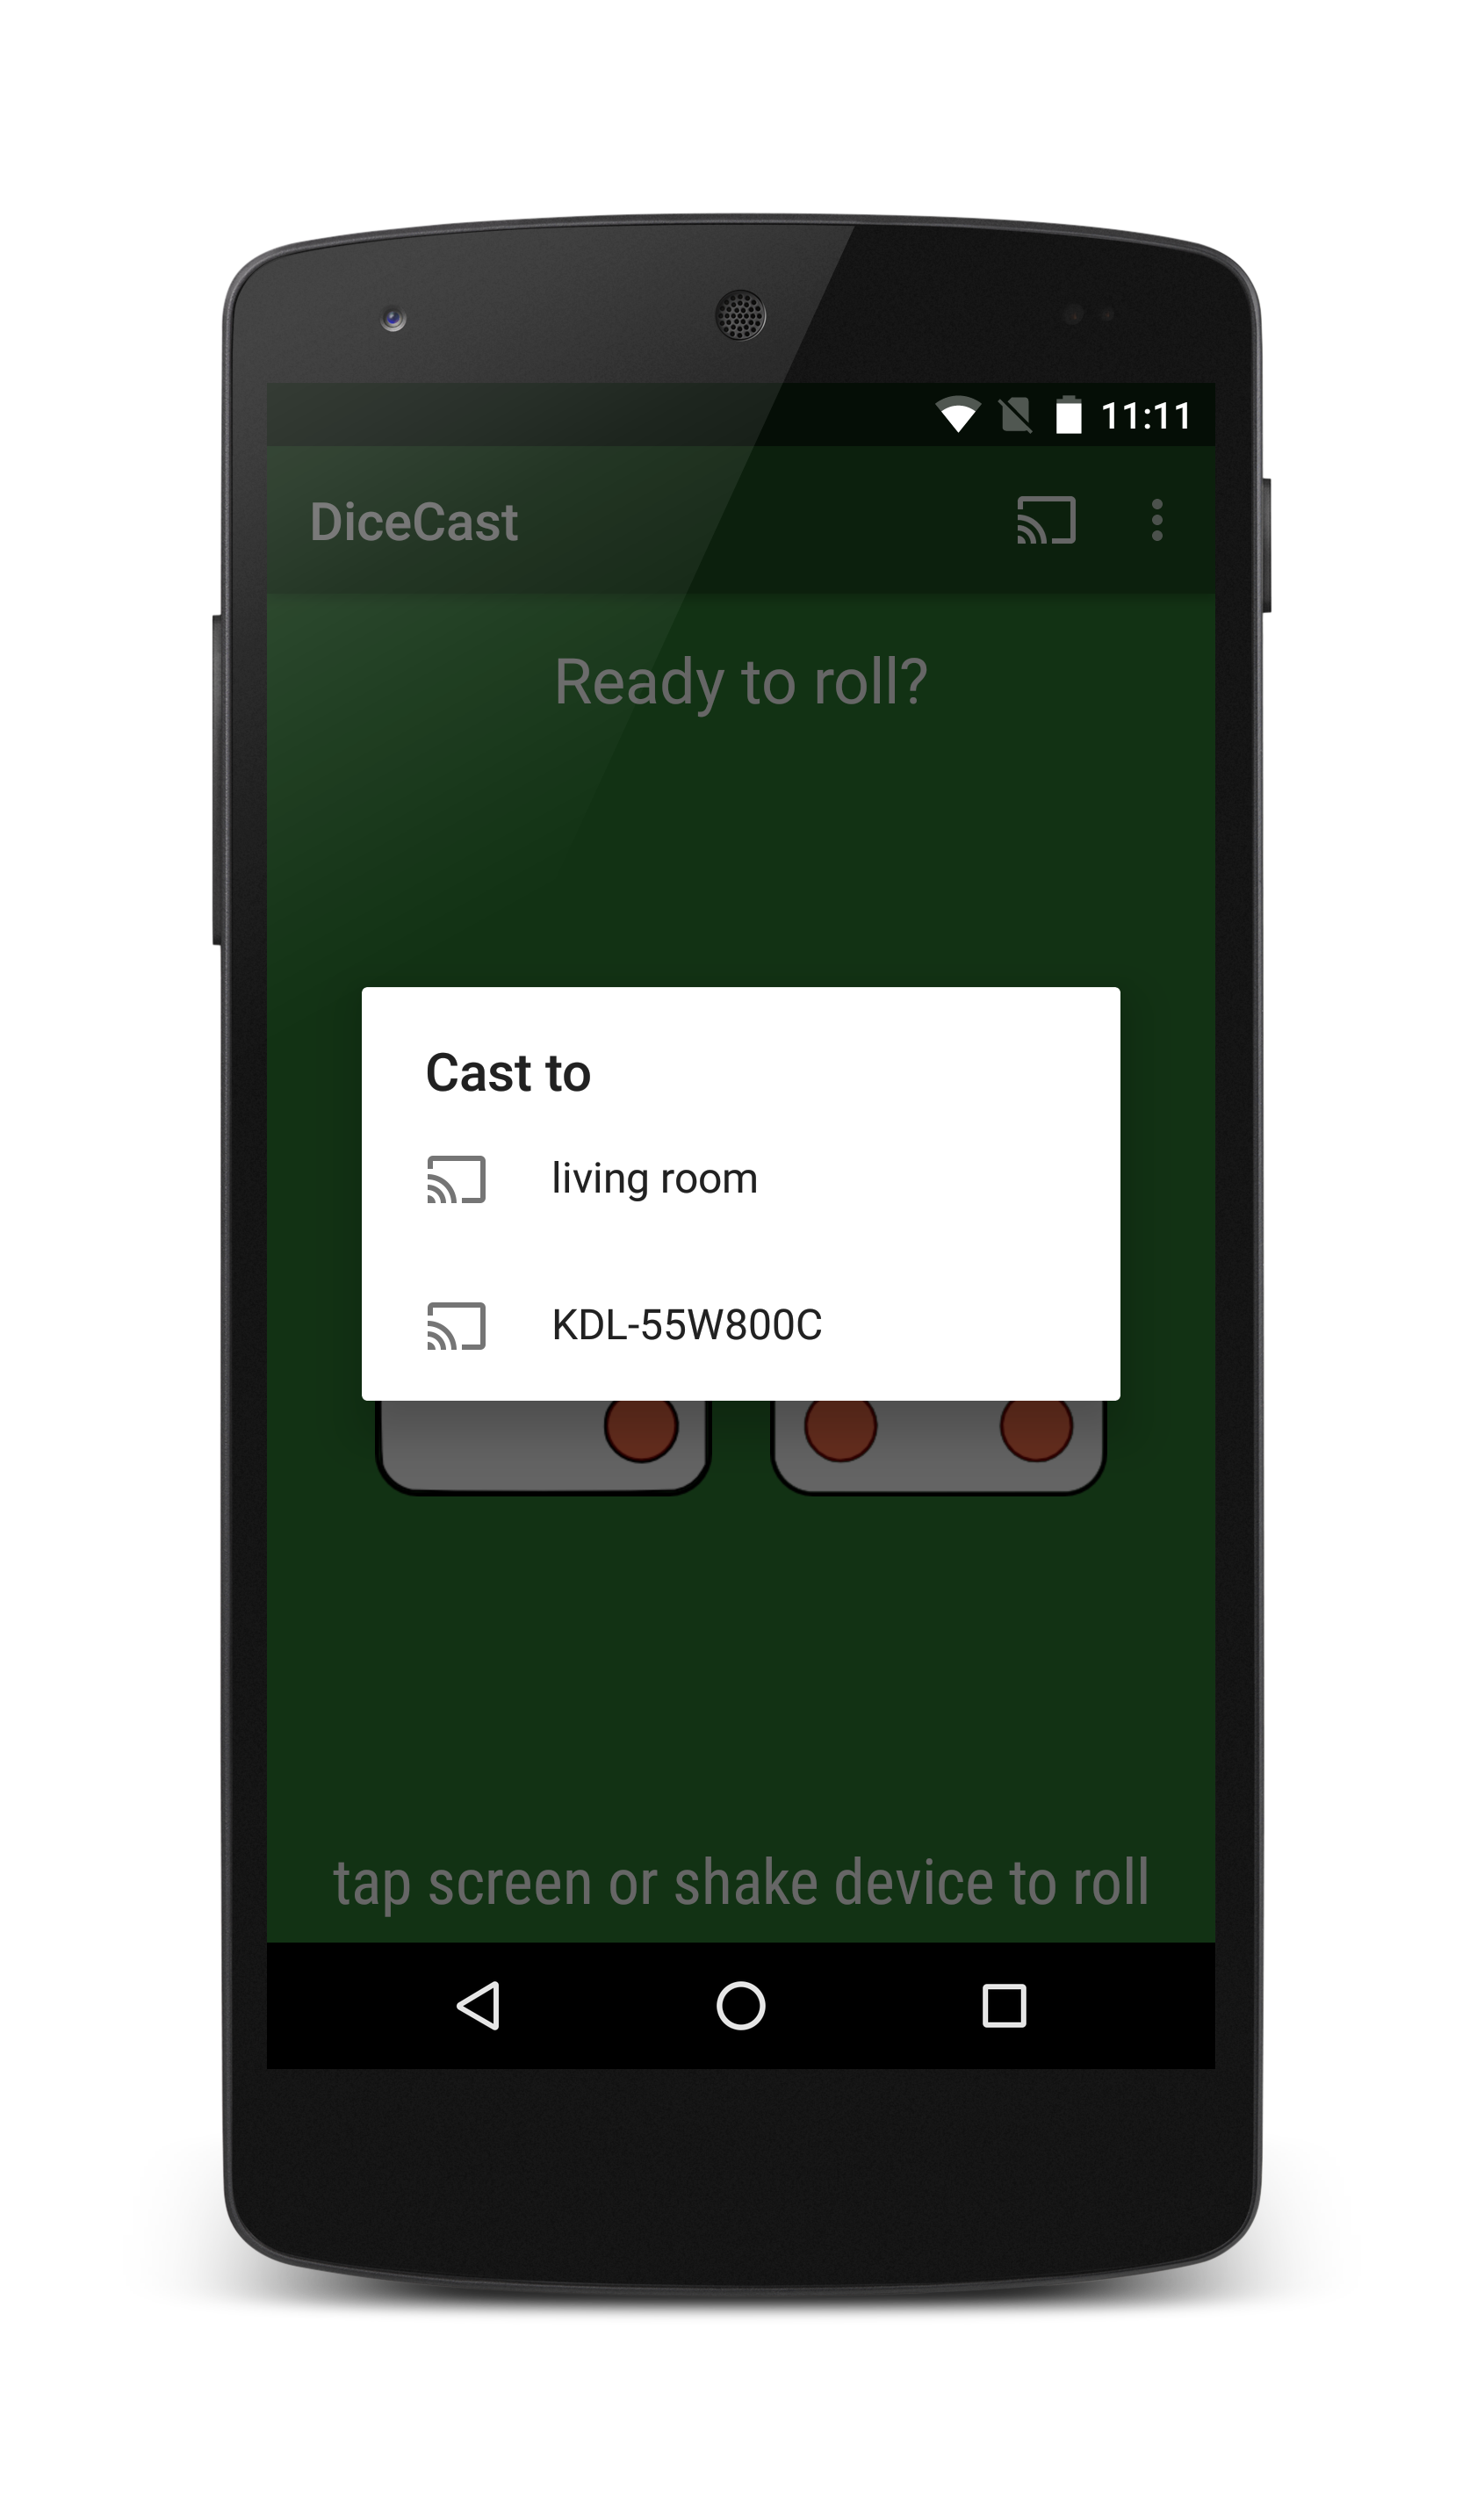 11:11
DiceCast
Ready to roll?
Cast to
living room
KDL-55W800C
tap screen or shake device to roll